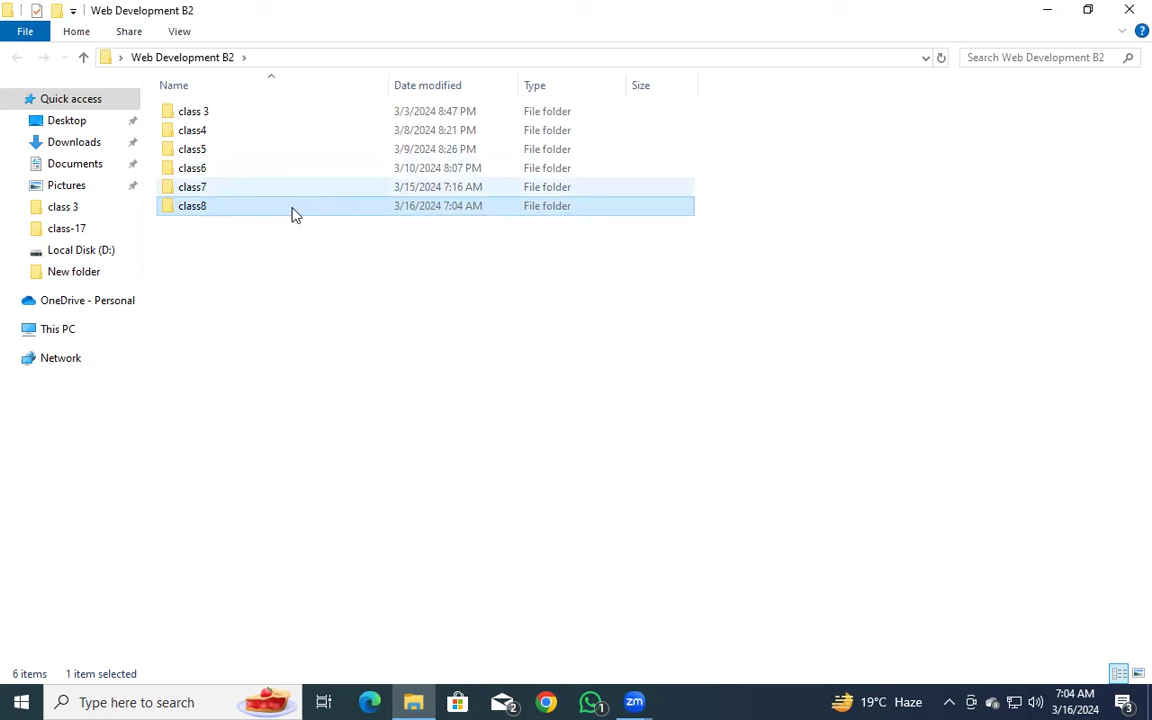 Web Development B2
File Home Share View
Web Development B2
Search Web Development B2
Name Date modified Type Size
Quick access
Desktop
Downloads
Documents
Pictures
class 3
class-17
Local Disk (D:)
New folder
OneDrive - Personal
This PC
Network
class 3 3/3/2024 8:47 PM File folder
class4 3/8/2024 8:21 PM File folder
class5 3/9/2024 8:26 PM File folder
class6 3/10/2024 8:07 PM File folder
class7 3/15/2024 7:16 AM File folder
class8 3/16/2024 7:04 AM File folder
6 items 1 item selected
Type here to search
2
1
zm
19°C Haze
7:04 AM
3/16/2024
3